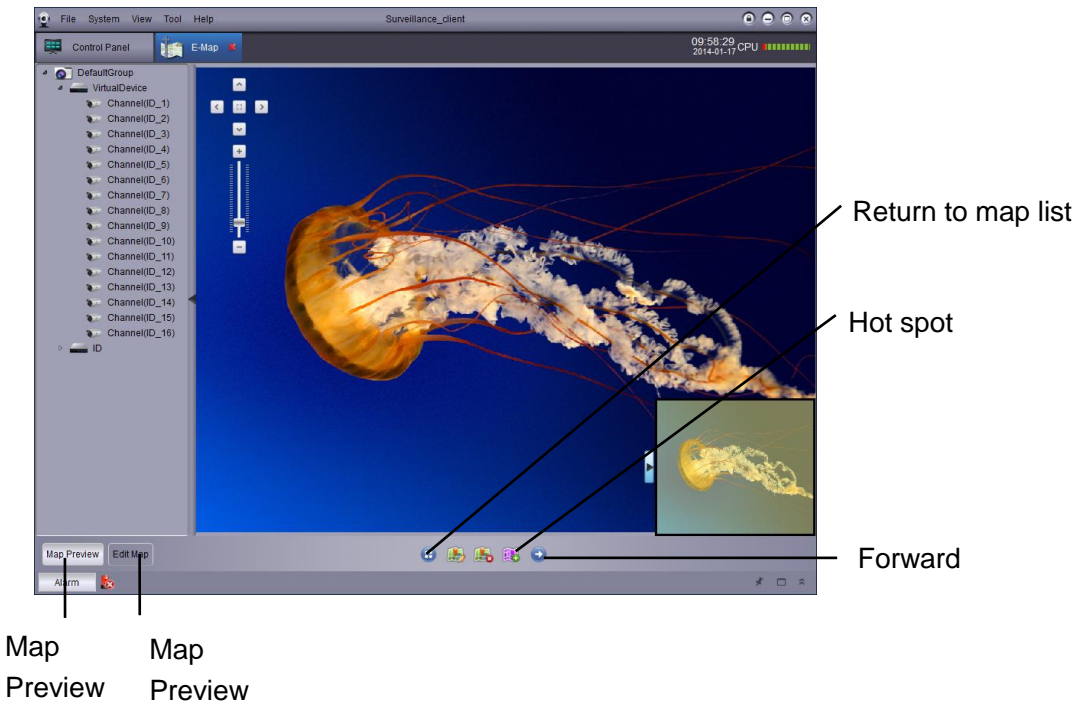 File System View Tool Help Surveillance_client
Control Panel E-Map 09:58:29 CPU
2014-01-17
DefaultGroup
VirtualDevice
Channel(ID_1)
Channel(ID_2)
Channel(ID_3)
Channel(ID_4)
Channel(ID_5)
Channel(ID_6)
Channel(ID_7)
Channel(ID_8)
Channel(ID_9)
Channel(ID_10)
Channel(ID_11)
Channel(ID_12)
Channel(ID_13)
Channel(ID_14)
Channel(ID_15)
Channel(ID_16)
ID
Return to map list
Hot spot
Forward
Map Preview Edit Map
Alarm
Map
Preview
Map
Preview